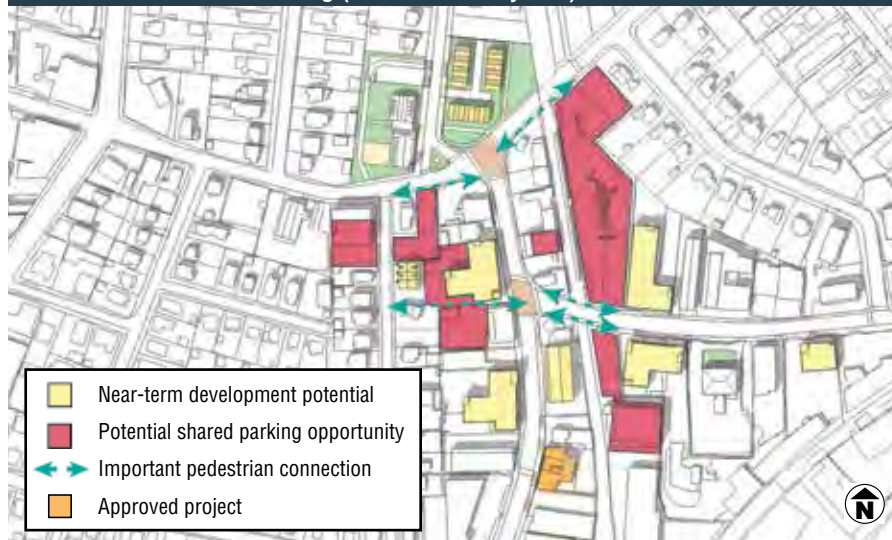 Near-term development potential
Potential shared parking opportunity
Important pedestrian connection
Approved project
N